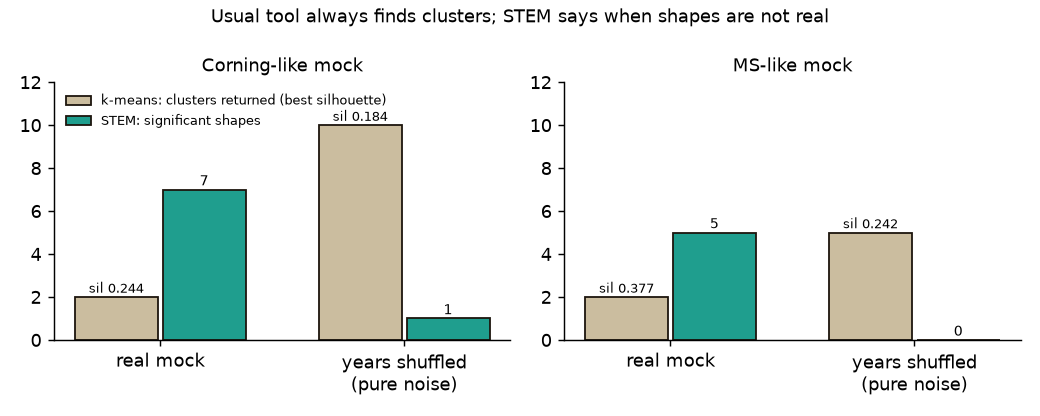 Usual tool always finds clusters; STEM says when shapes are not real
Corning-like mock
12
10
8
6
4
2
0
k-means: clusters returned (best silhouette)
STEM: significant shapes
sil 0.244
7
sil 0.184
1
real mock
years shuffled
(pure noise)
MS-like mock
12
10
8
6
4
2
0
sil 0.377
5
sil 0.242
0
real mock
years shuffled
(pure noise)